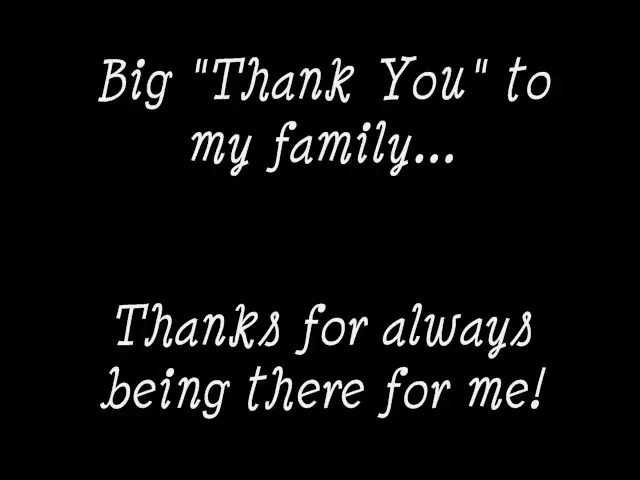 Big "Thank You" to
my family...
Thanks for always
being there for me!